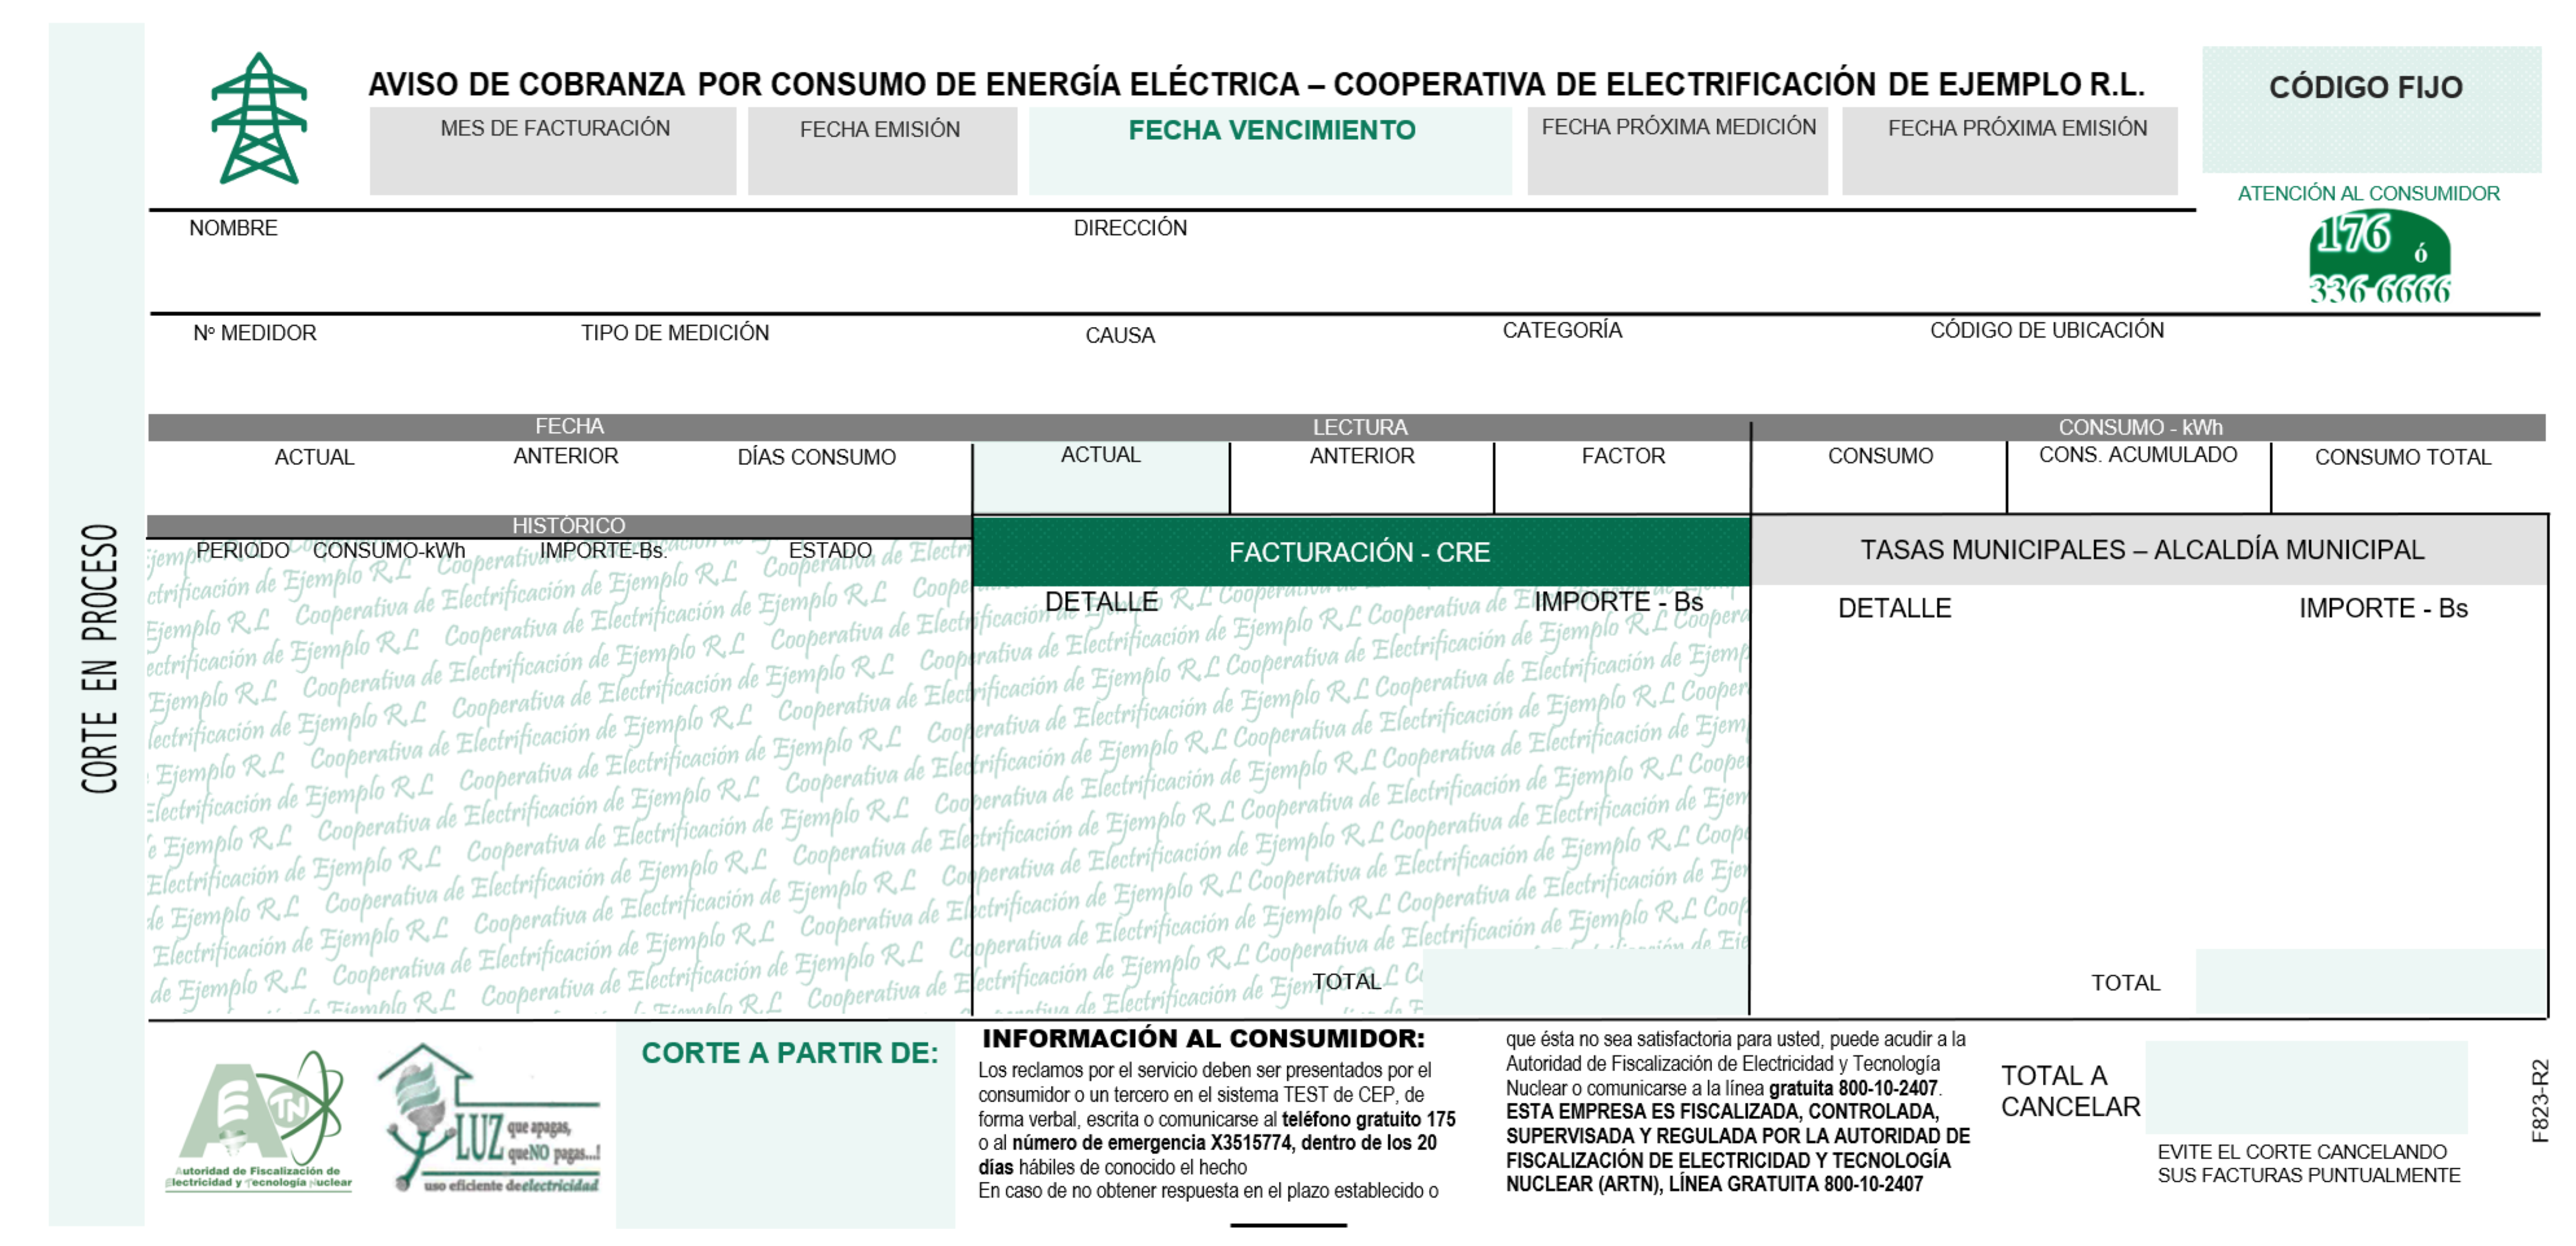 AVISO DE COBRANZA POR CONSUMO DE ENERGÍA ELÉCTRICA – COOPERATIVA DE ELECTRIFICACIÓN DE EJEMPLO R.L.
CÓDIGO FIJO
MES DE FACTURACIÓN
FECHA EMISIÓN
FECHA VENCIMIENTO
FECHA PRÓXIMA MEDICIÓN
FECHA PRÓXIMA EMISIÓN
ATENCIÓN AL CONSUMIDOR
176 ó
336-6666
NOMBRE
DIRECCIÓN
Nº MEDIDOR
TIPO DE MEDICIÓN
CAUSA
CATEGORÍA
CÓDIGO DE UBICACIÓN
FECHA
LECTURA
CONSUMO - kWh
ACTUAL
ANTERIOR
DÍAS CONSUMO
ACTUAL
ANTERIOR
FACTOR
CONSUMO
CONS. ACUMULADO
CONSUMO TOTAL
HISTÓRICO
PERIODO
CONSUMO-kWh
IMPORTE-Bs.
ESTADO
FACTURACIÓN - CRE
DETALLE
IMPORTE - Bs
TOTAL
TASAS MUNICIPALES – ALCALDÍA MUNICIPAL
DETALLE
IMPORTE - Bs
TOTAL
Cooperativa de Electrificación de Ejemplo R.L
CORTE EN PROCESO
Autoridad de Fiscalización de
Electricidad y Tecnología Nuclear
LUZ que apagas,
queNO pagas...!
uso eficiente de electricidad
CORTE A PARTIR DE:
INFORMACIÓN AL CONSUMIDOR:
Los reclamos por el servicio deben ser presentados por el
consumidor o un tercero en el sistema TEST de CEP, de
forma verbal, escrita o comunicarse al teléfono gratuito 175
o al número de emergencia X3515774, dentro de los 20
días hábiles de conocido el hecho
En caso de no obtener respuesta en el plazo establecido o
que ésta no sea satisfactoria para usted, puede acudir a la
Autoridad de Fiscalización de Electricidad y Tecnología
Nuclear o comunicarse a la línea gratuita 800-10-2407.
ESTA EMPRESA ES FISCALIZADA, CONTROLADA,
SUPERVISADA Y REGULADA POR LA AUTORIDAD DE
FISCALIZACIÓN DE ELECTRICIDAD Y TECNOLOGÍA
NUCLEAR (ARTN), LÍNEA GRATUITA 800-10-2407
TOTAL A
CANCELAR
EVITE EL CORTE CANCELANDO
SUS FACTURAS PUNTUALMENTE
F823-R2